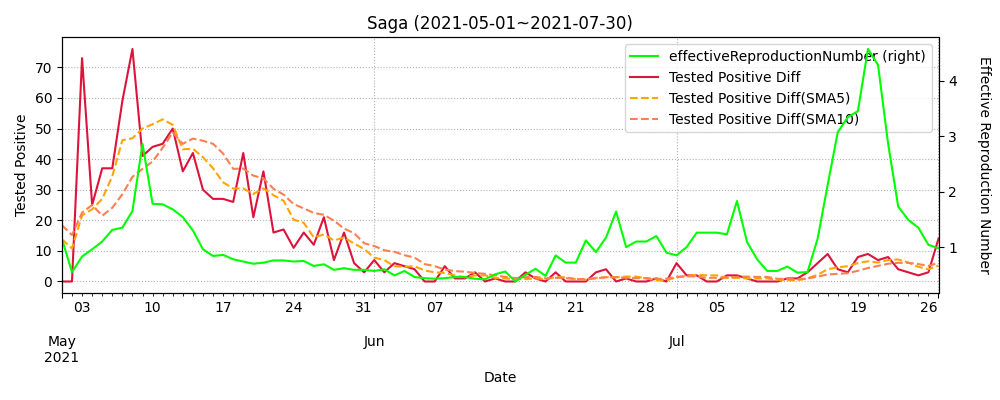 Saga (2021-05-01~2021-07-30)
effectiveReproductionNumber (right)
Tested Positive Diff
Tested Positive Diff(SMA5)
Tested Positive Diff(SMA10)
Tested Positive
70
60
50
40
30
20
10
0
4
3
2
1
Effective Reproduction Number
03 10 17 24 31 07 14 21 28 05 12 19 26
May Jun Jul
2021
Date